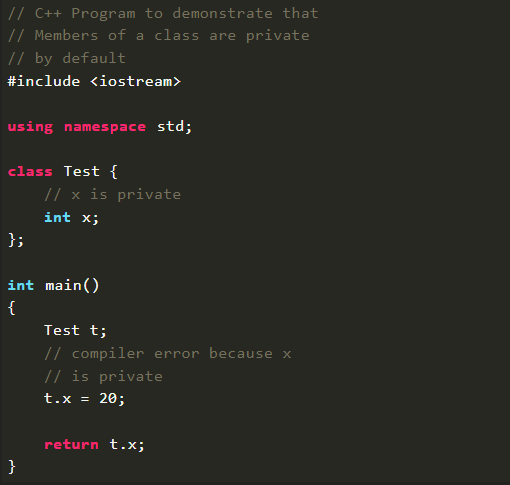 // C++ Program to demonstrate that
// Members of a class are private
// by default
#include <iostream>

using namespace std;

class Test {
    // x is private
    int x;
};

int main()
{
    Test t;
    // compiler error because x
    // is private
    t.x = 20;

    return t.x;
}